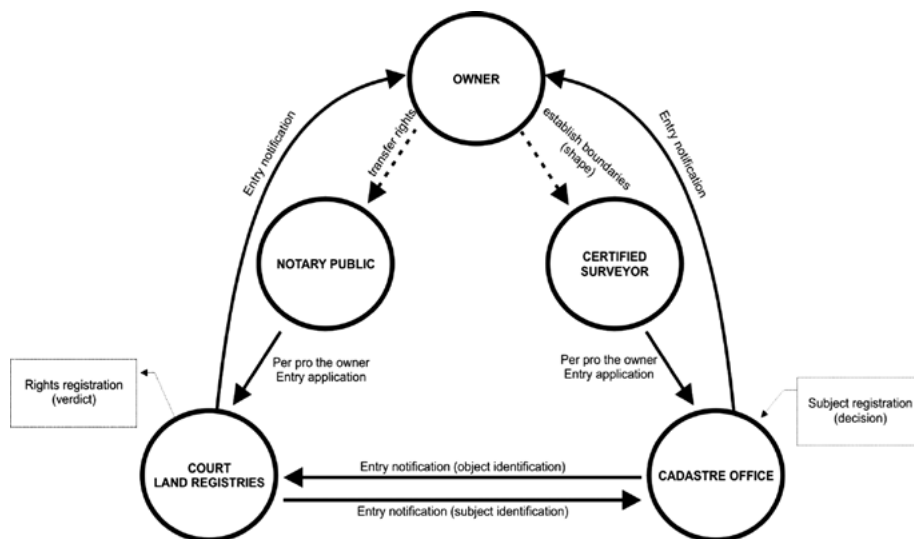 OWNER
Entry notification
transfer rights
establish boundaries
(shape)
Entry notification
NOTARY PUBLIC
CERTIFIED
SURVEYOR
Per pro the owner
Entry application
Per pro the owner
Entry application
Rights registration
(verdict)
Subject registration
(decision)
COURT
LAND REGISTRIES
Entry notification (object identification)
CADASTRE OFFICE
Entry notification (subject identification)